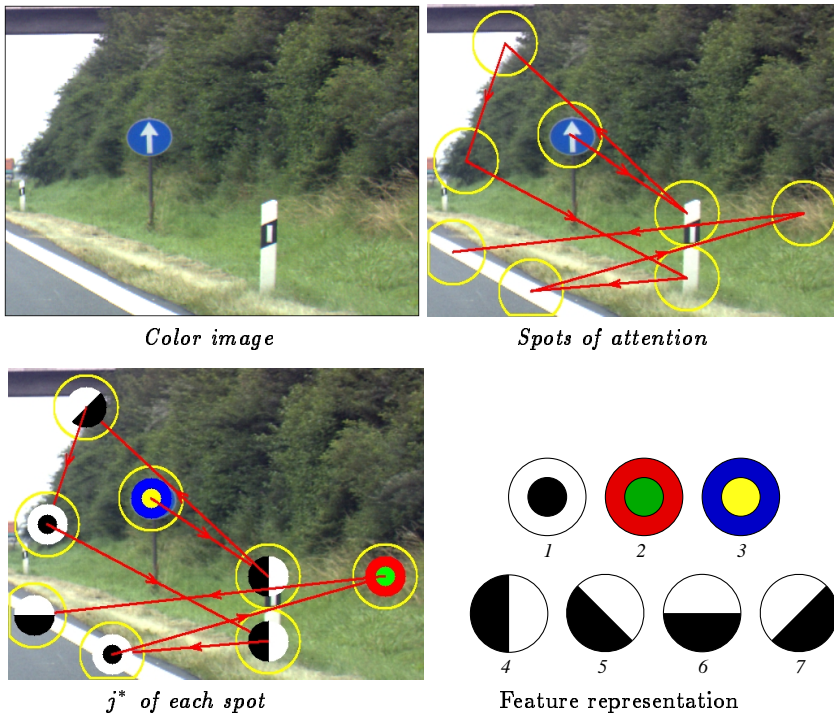 Color image
Spots of attention
1 2 3
4 5 6 7
j* of each spot
Feature representation